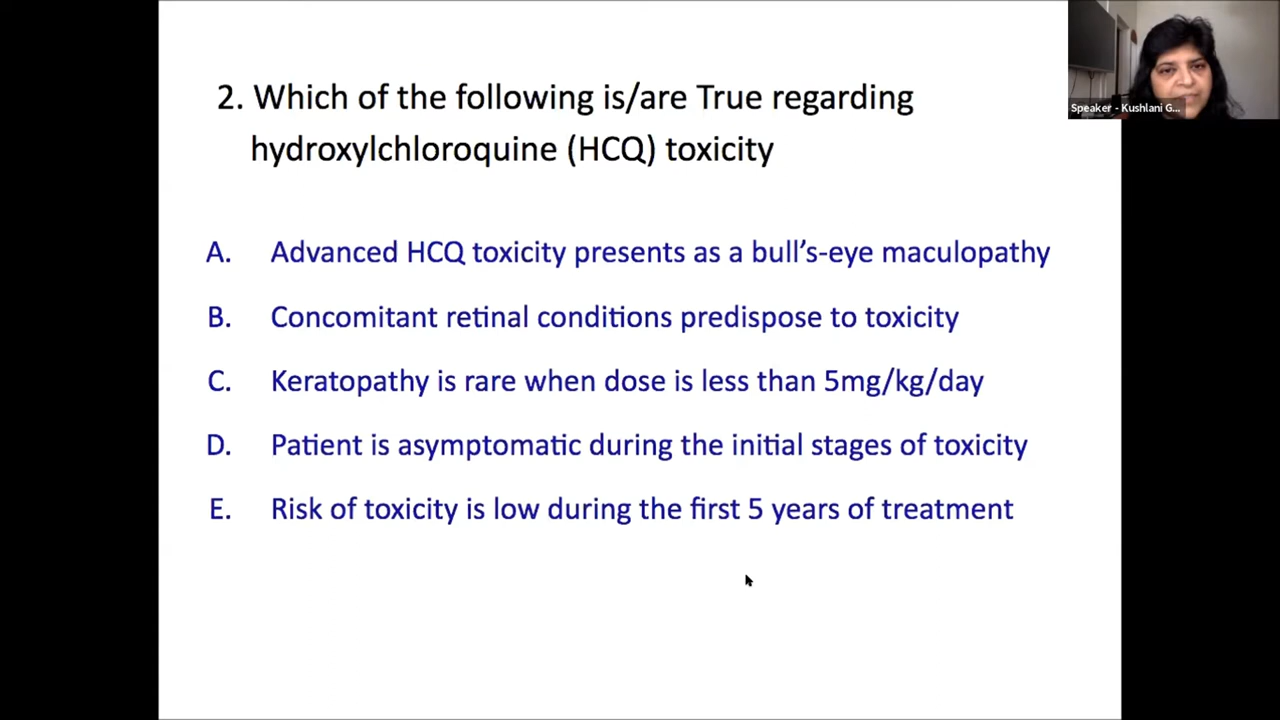 2. Which of the following is/are True regarding
hydroxylchloroquine (HCQ) toxicity
A. Advanced HCQ toxicity presents as a bull's-eye maculopathy
B. Concomitant retinal conditions predispose to toxicity
C. Keratopathy is rare when dose is less than 5mg/kg/day
D. Patient is asymptomatic during the initial stages of toxicity
E. Risk of toxicity is low during the first 5 years of treatment
Speaker - Kushlani G...